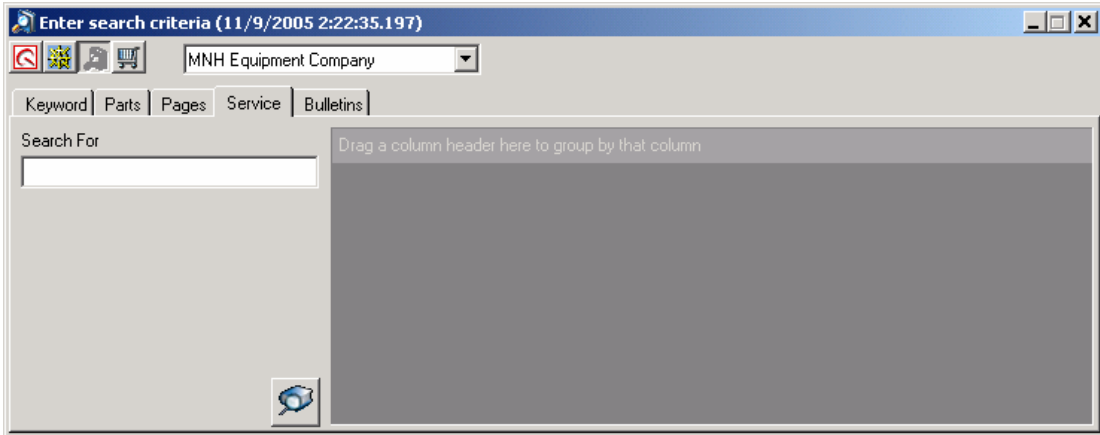 Enter search criteria (11/9/2005 2:22:35.197)
MNH Equipment Company
Keyword Parts Pages Service Bulletins
Search For
Drag a column header here to group by that column